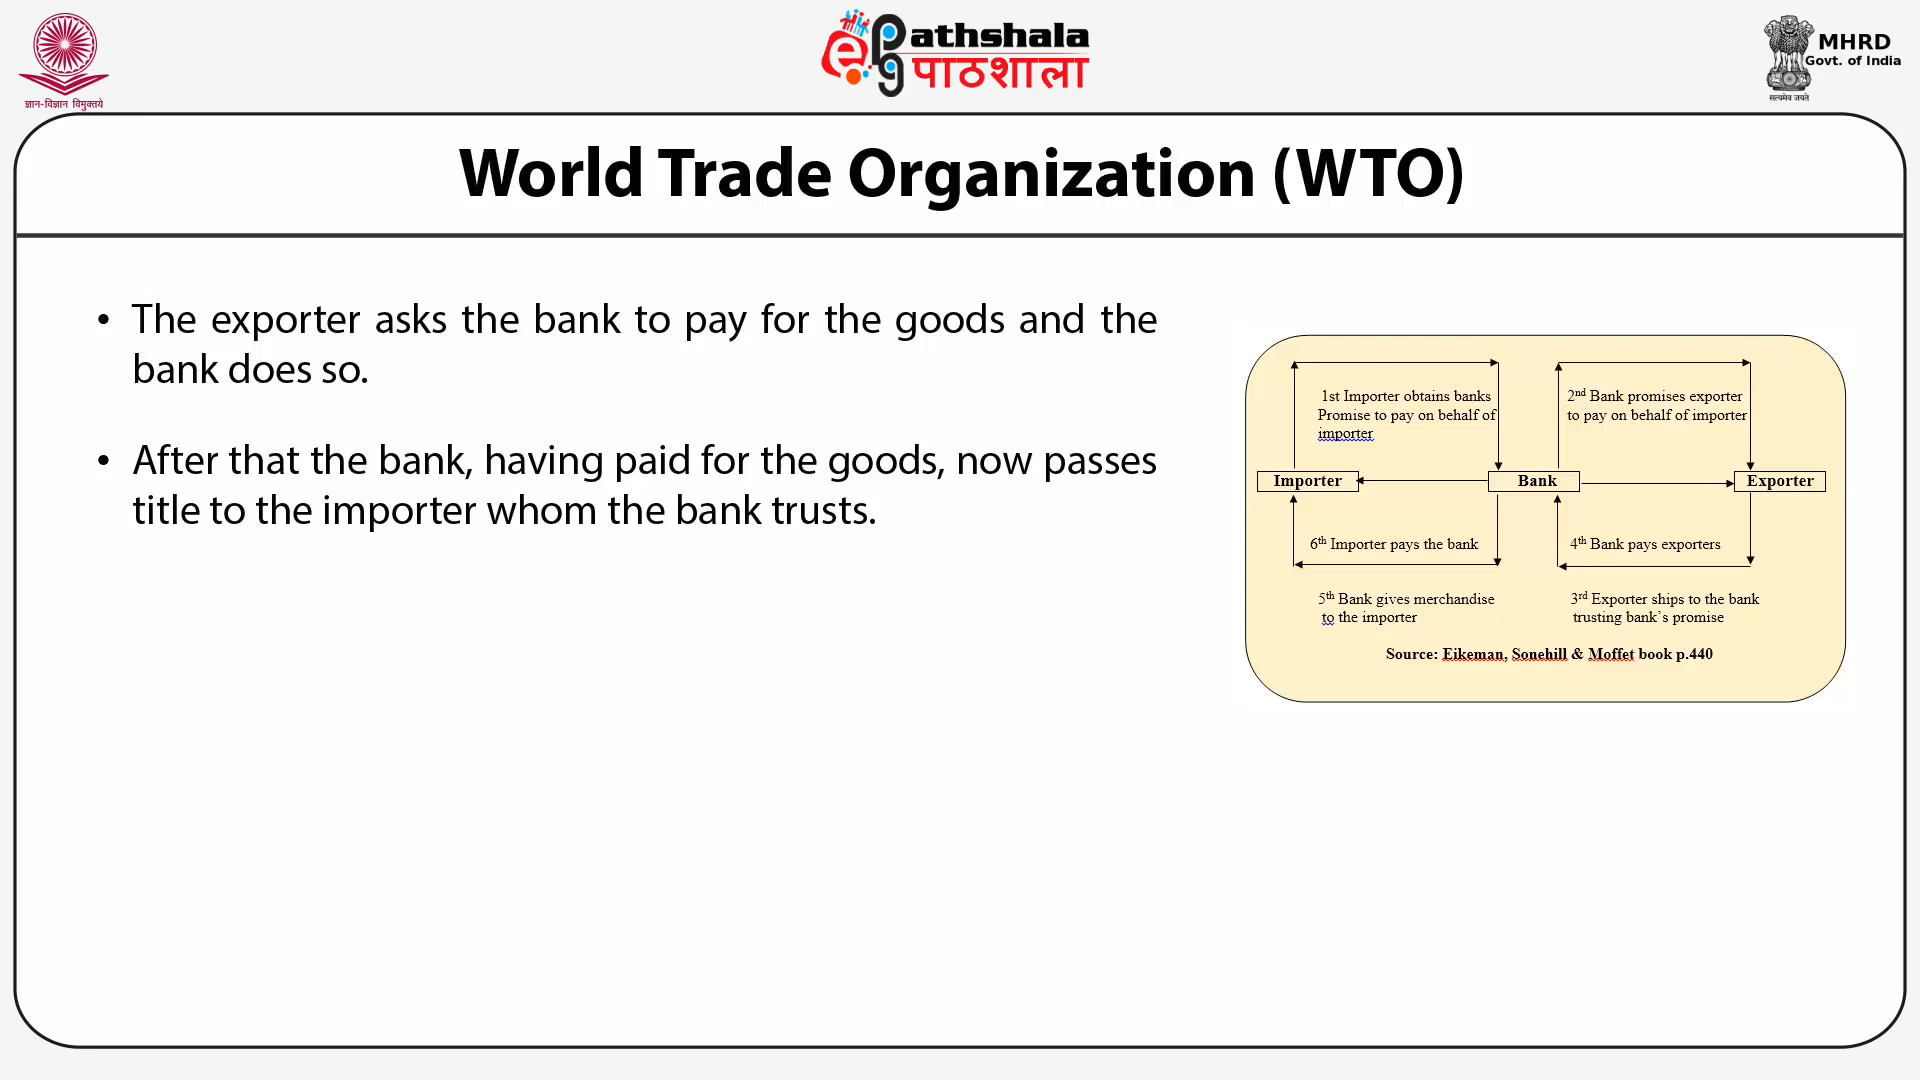 ज्ञान-विज्ञान विमुक्तये
ePathshala
पाठशाला
MHRD
Govt. of India
सत्यमेव जयते
World Trade Organization (WTO)
• The exporter asks the bank to pay for the goods and the
bank does so.
• After that the bank, having paid for the goods, now passes
title to the importer whom the bank trusts.
1st Importer obtains banks
Promise to pay on behalf of
importer
2nd Bank promises exporter
to pay on behalf of importer
Importer
Bank
Exporter
6th Importer pays the bank
4th Bank pays exporters
5th Bank gives merchandise
to the importer
3rd Exporter ships to the bank
trusting bank's promise
Source: Eikeman, Sonehill & Moffet book p.440